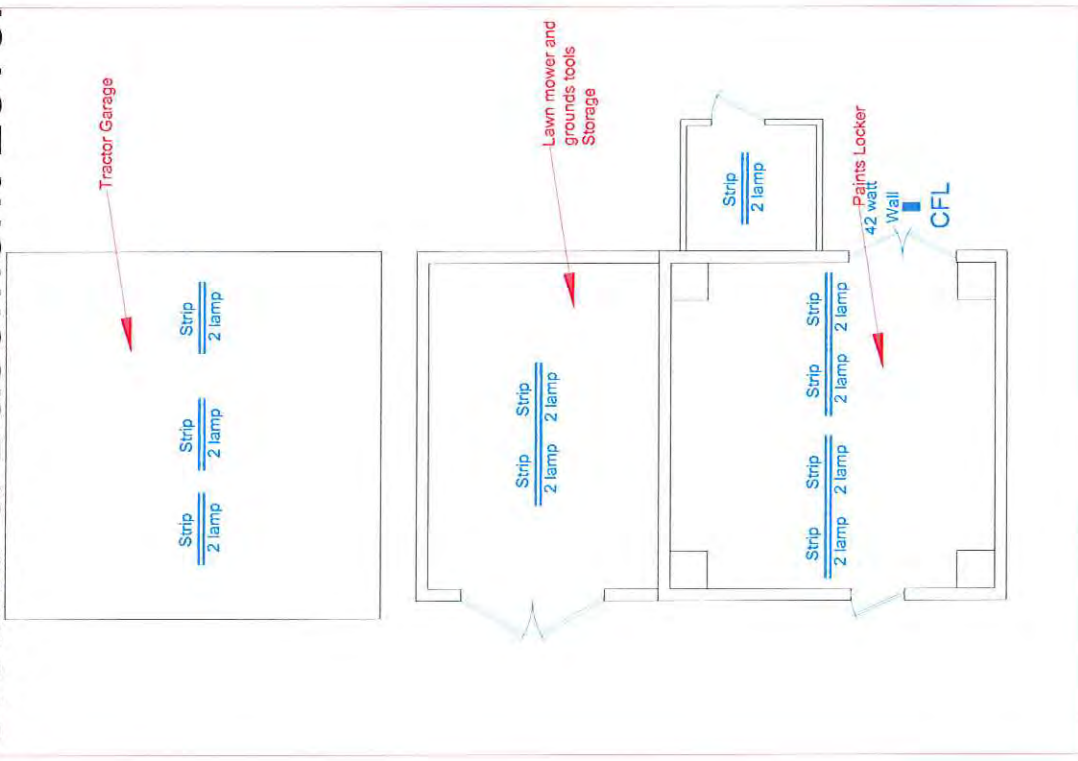 Tractor Garage
Strip
2 lamp
Strip
2 lamp
Strip
2 lamp
Lawn mower and
grounds tools
Storage
Strip
2 lamp
Strip
2 lamp
Strip
2 lamp
Paints Locker
42 watt
Wall
CFL
Strip
2 lamp
Strip
2 lamp
Strip
2 lamp
Strip
2 lamp